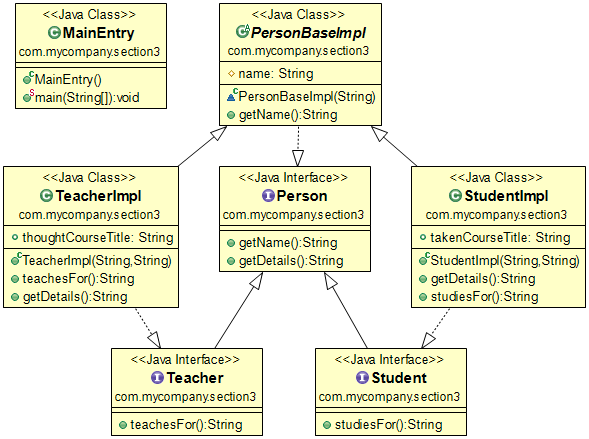 <<Java Class>>
MainEntry
com.mycompany.section3
MainEntry()
main(String[]):void
<<Java Class>>
PersonBaseImpl
com.mycompany.section3
name: String
PersonBaseImpl(String)
getName():String
<<Java Class>>
TeacherImpl
com.mycompany.section3
thoughtCourseTitle: String
TeacherImpl(String,String)
teachesFor():String
getDetails():String
<<Java Interface>>
Person
com.mycompany.section3
getName():String
getDetails():String
<<Java Class>>
StudentImpl
com.mycompany.section3
takenCourseTitle: String
StudentImpl(String,String)
getDetails():String
studiesFor():String
<<Java Interface>>
Teacher
com.mycompany.section3
teachesFor():String
<<Java Interface>>
Student
com.mycompany.section3
studiesFor():String